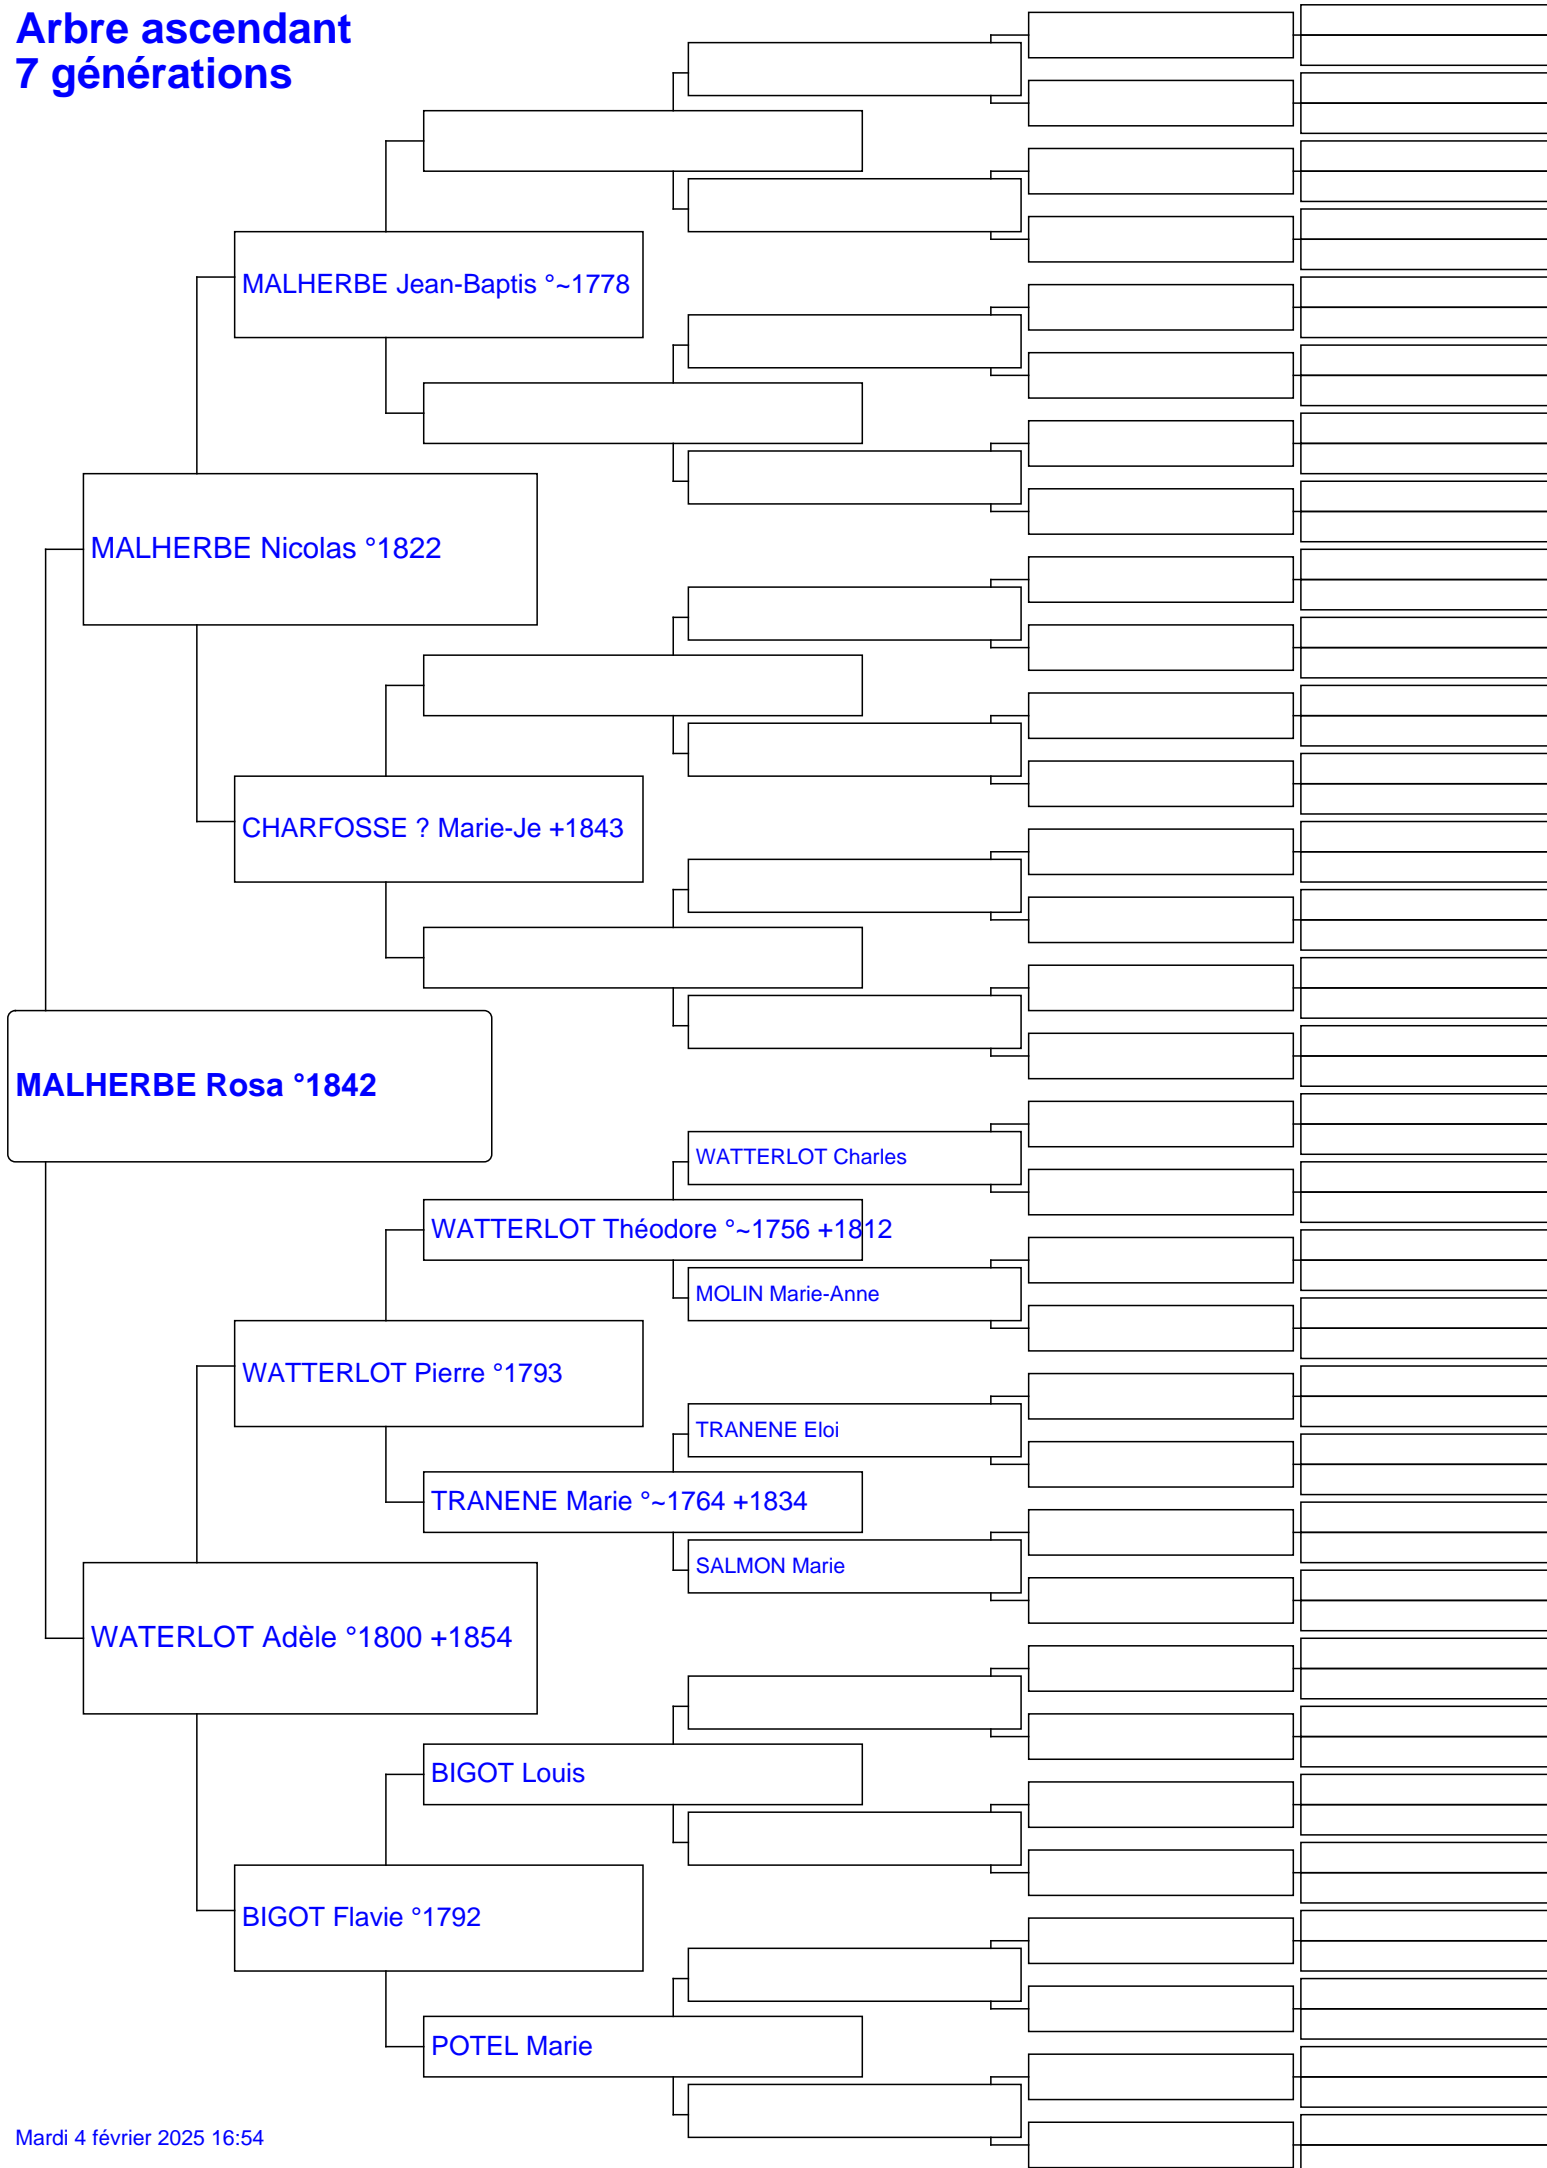 Arbre ascendant
7 générations
MALHERBE Jean-Baptis °~1778
MALHERBE Nicolas °1822
CHARFOSSE ? Marie-Je +1843
MALHERBE Rosa °1842
WATTERLOT Charles
WATTERLOT Théodore °~1756 +1812
MOLIN Marie-Anne
WATTERLOT Pierre °1793
TRANENE Eloi
TRANENE Marie °~1764 +1834
SALMON Marie
WATERLOT Adèle °1800 +1854
BIGOT Louis
BIGOT Flavie °1792
POTEL Marie
Mardi 4 février 2025 16:54